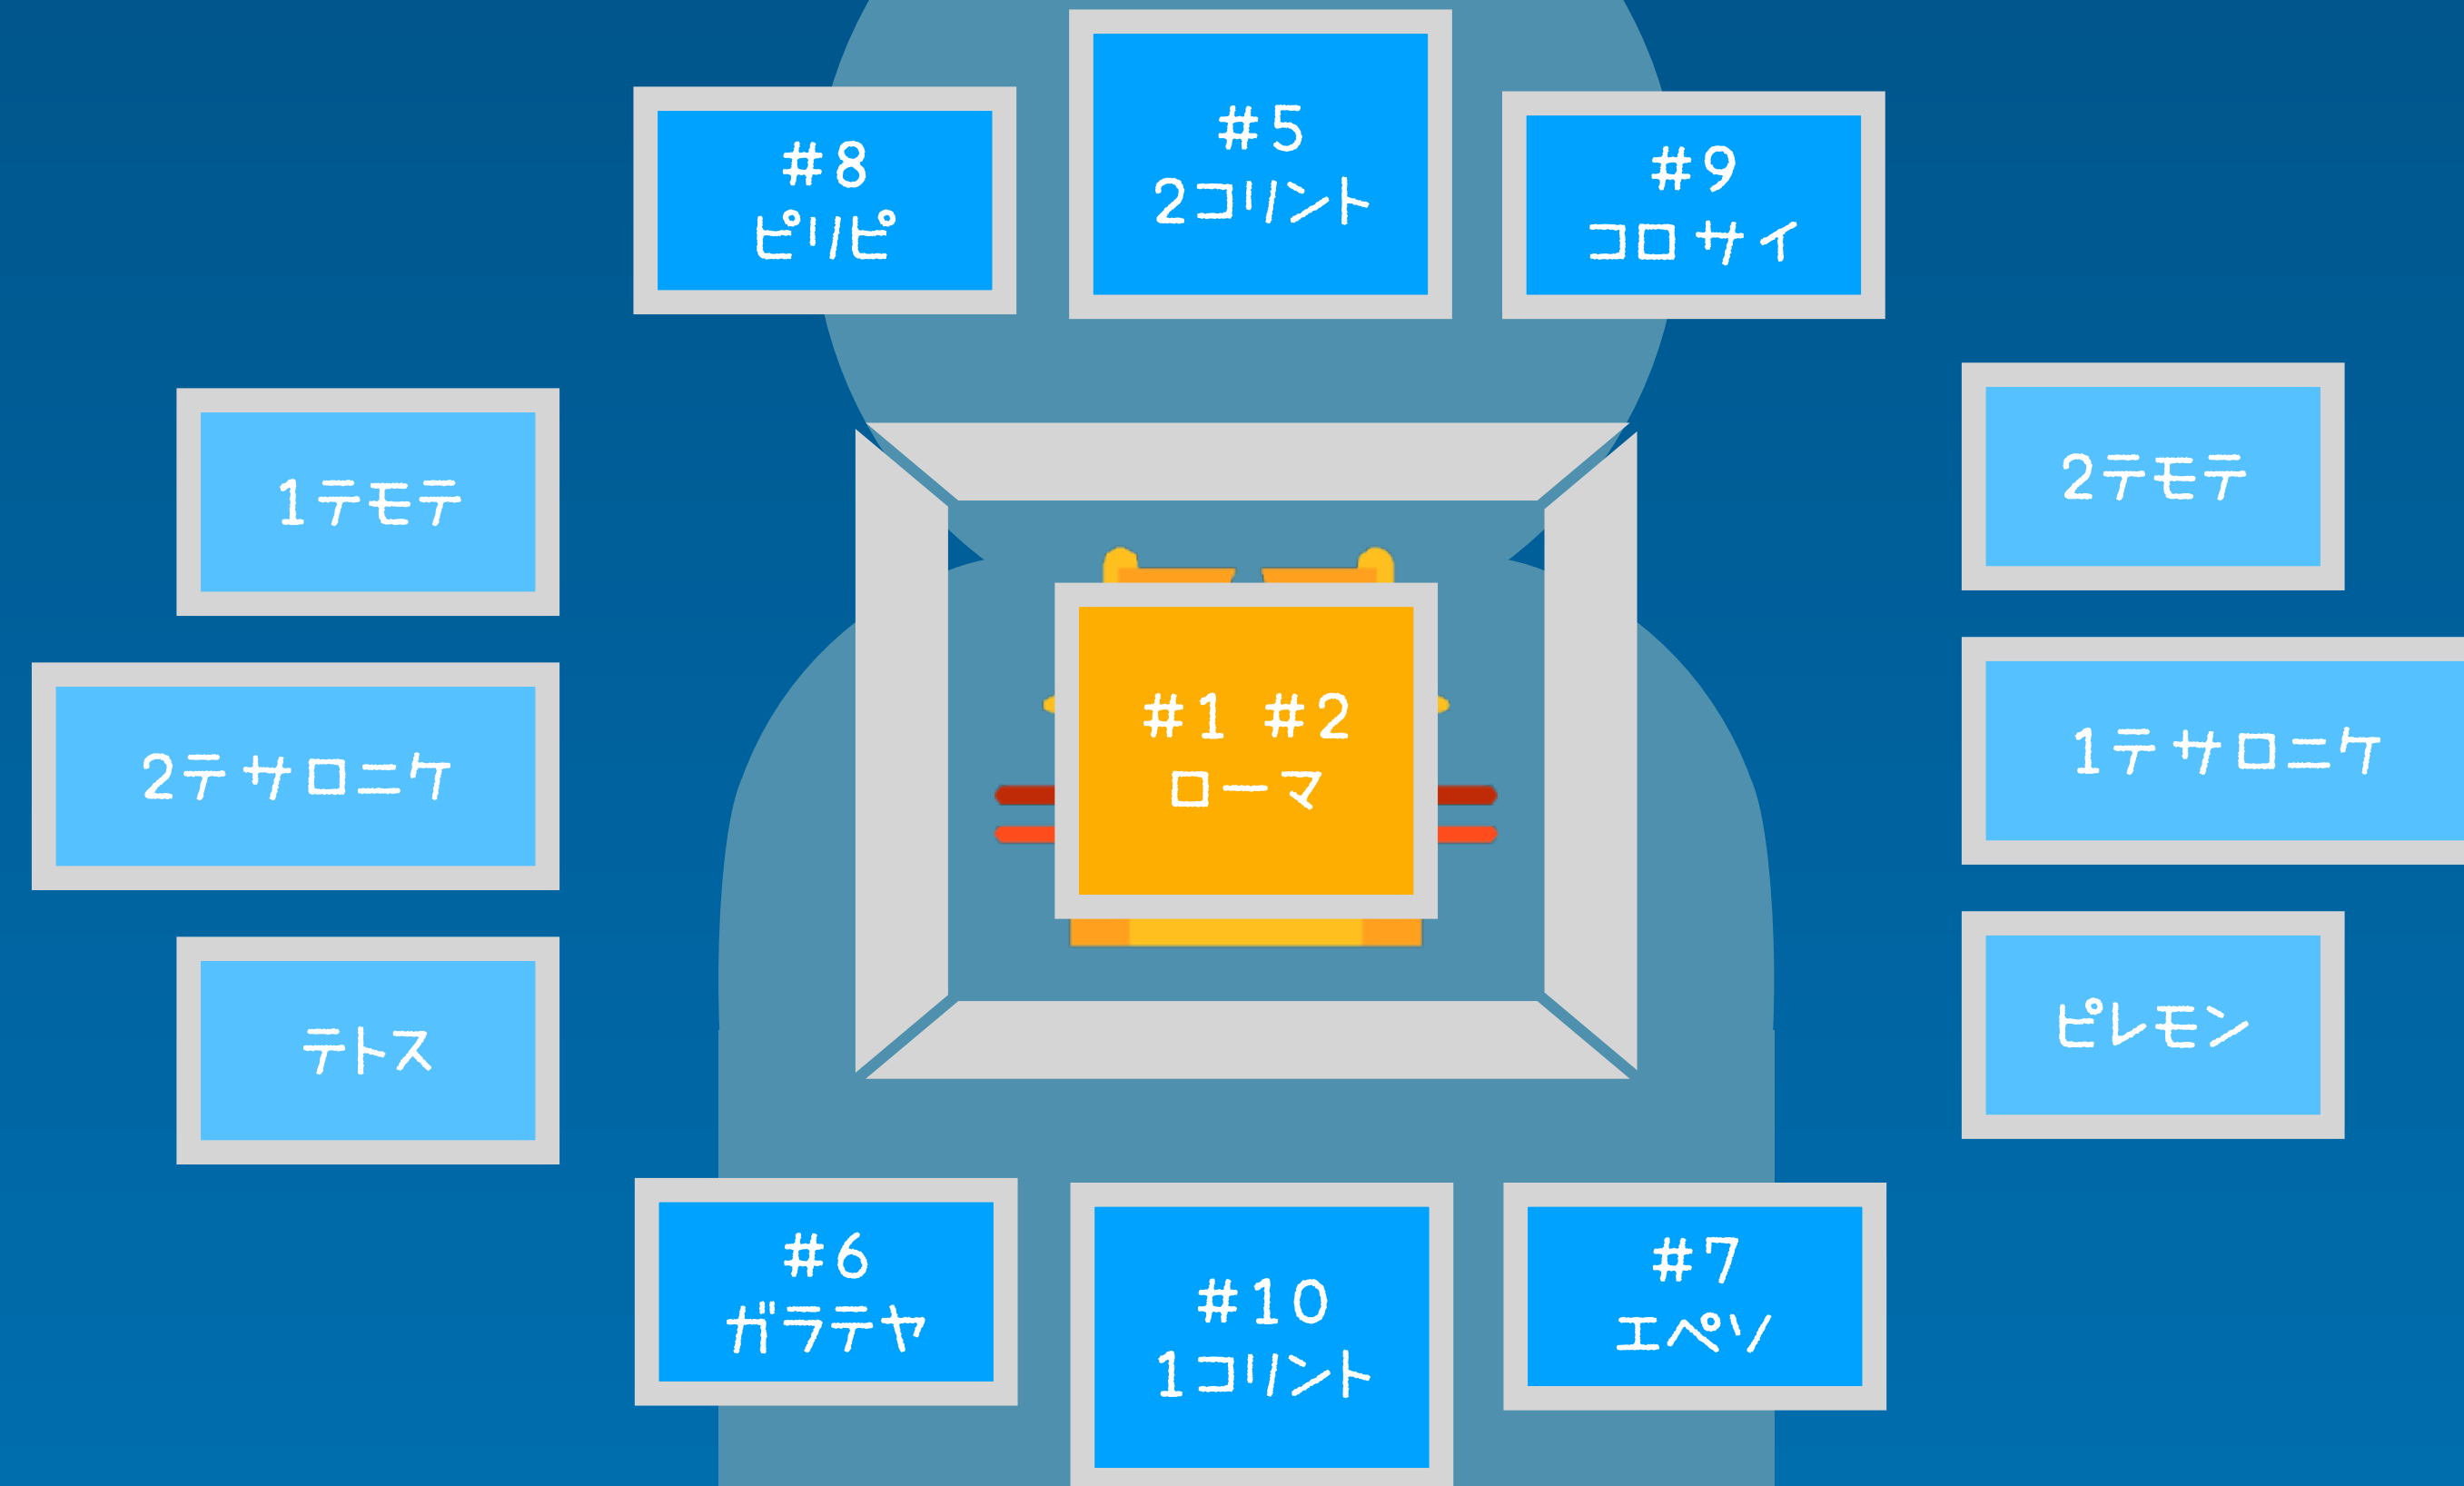 #5
2コリント
#8
ピリピ
#9
コロサイ
1テモテ
2テモテ
#1 #2
ローマ
2テサロニケ
1テサロニケ
テトス
ピレモン
#6
ガラテヤ
#10
1コリント
#7
エペソ